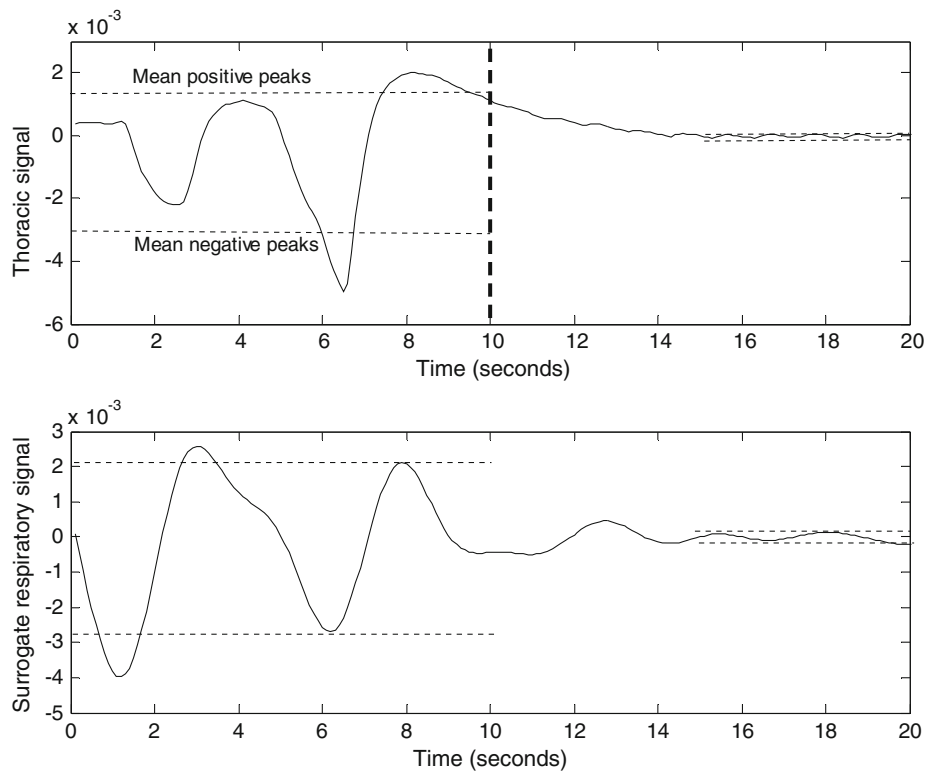 x 10-3
2
0
-2
-4
-6
Thoracic signal
Mean positive peaks
Mean negative peaks
0 2 4 6 8 10 12 14 16 18 20
Time (seconds)
x 10-3
3
2
1
0
-1
-2
-3
-4
-5
Surrogate respiratory signal
0 2 4 6 8 10 12 14 16 18 20
Time (seconds)